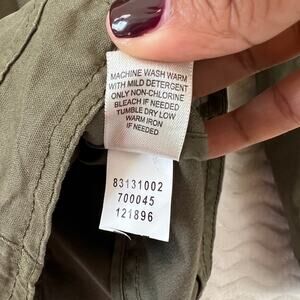 MACHINE WASH WARM
WITH MILD DETERGENT
ONLY NON-CHLORINE
BLEACH IF NEEDED
TUMBLE DRY LOW
WARM IRON
IF NEEDED
83131002
700045
121896